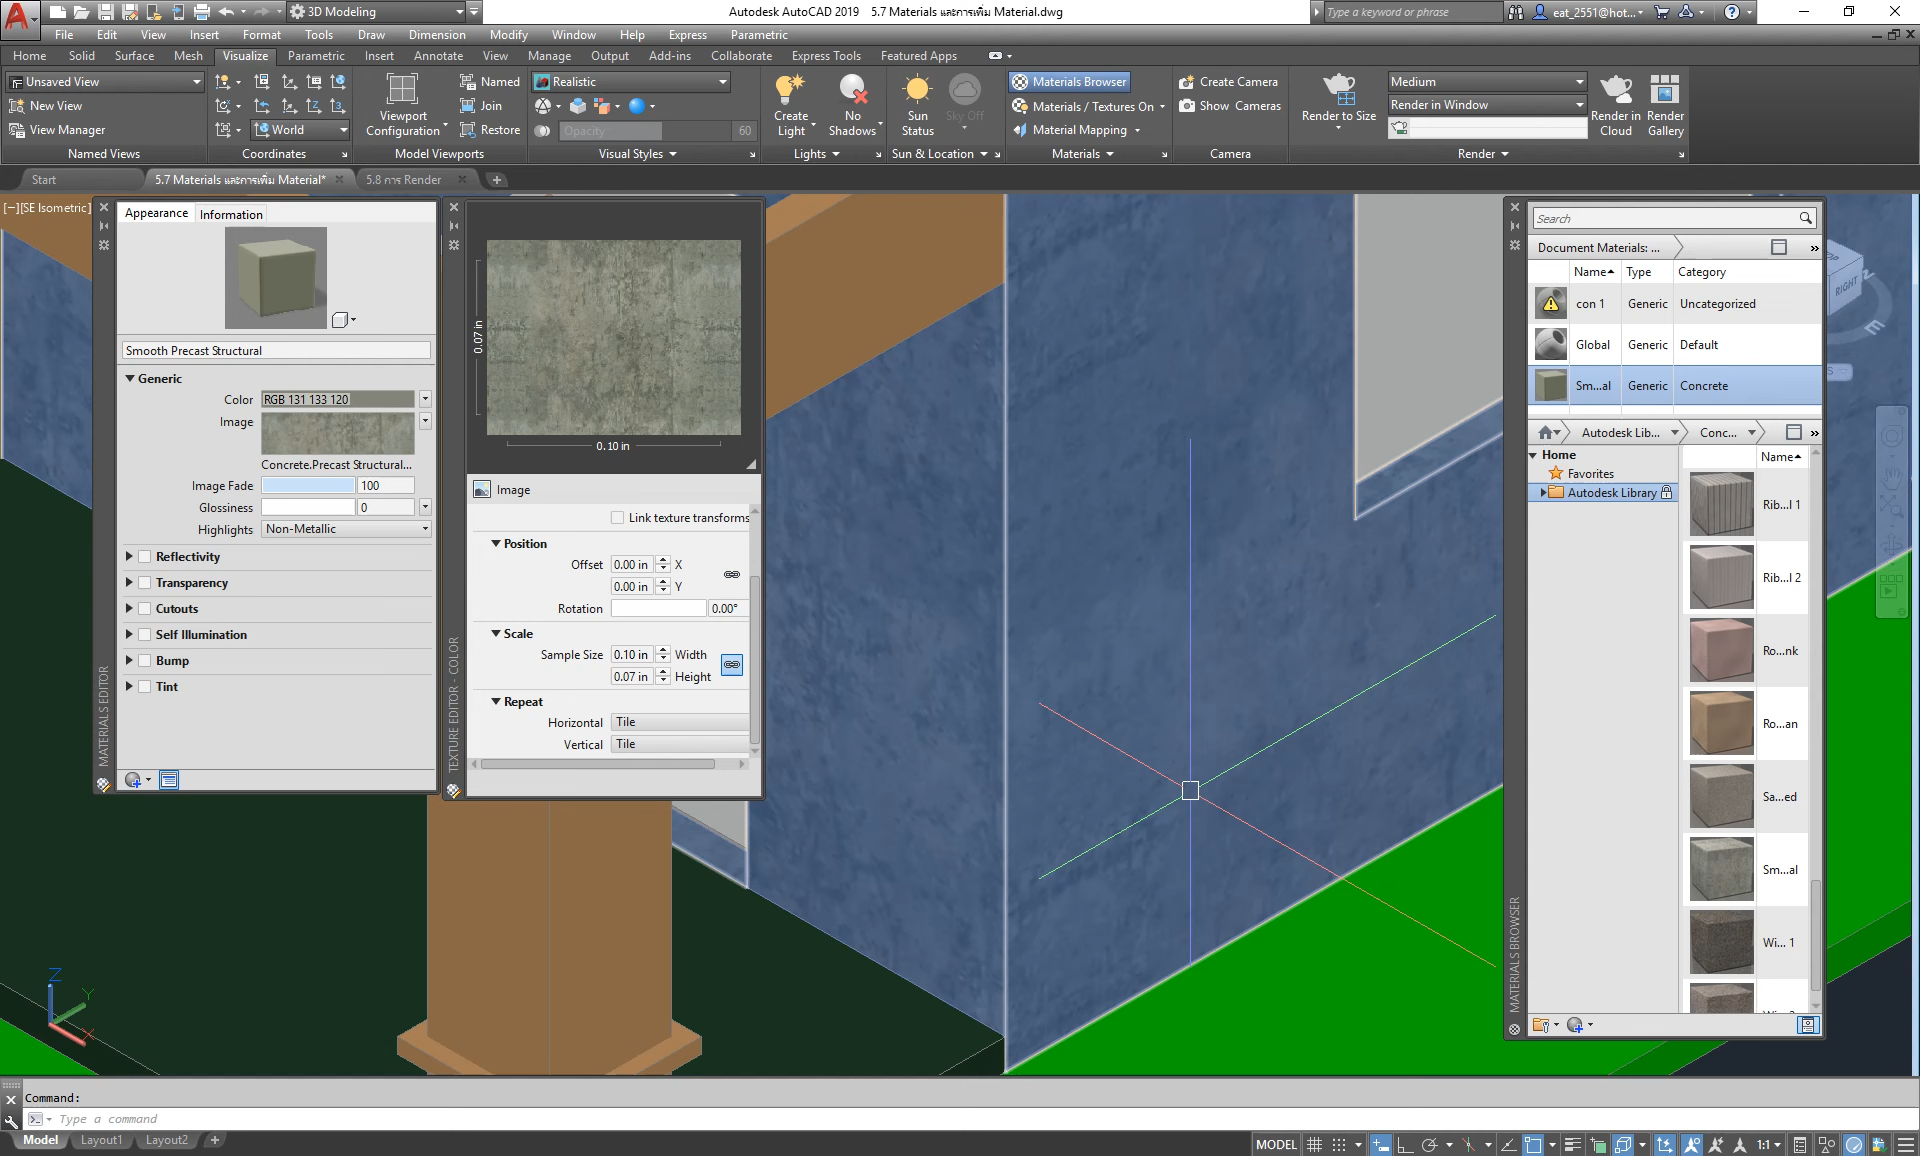 3D Modeling
Autodesk AutoCAD 2019    5.7 Materials และการเพิ่ม Material.dwg
Type a keyword or phrase
eat_2551@hot...
File Edit View Insert Format Tools Draw Dimension Modify Window Help Express Parametric
Home Solid Surface Mesh Visualize Parametric Insert Annotate View Manage Output Add-ins Collaborate Express Tools Featured Apps
Unsaved View
New View
View Manager
Named Views
World
Coordinates
Viewport
Configuration
Named
Join
Restore
Model Viewports
Realistic
Opacity 60
Visual Styles
Create
Light
No
Shadows
Lights
Sun
Status
Sky Off
Sun & Location
Materials Browser
Materials / Textures On
Material Mapping
Materials
Create Camera
Show Cameras
Camera
Render to Size
Medium
Render in Window
Render in
Cloud
Render
Gallery
Render
Start
5.7 Materials และการเพิ่ม Material*
5.8 การ Render
[−][SE Isometric]
Appearance Information
Smooth Precast Structural
Generic
Color RGB 131 133 120
Image
Concrete.Precast Structural...
Image Fade 100
Glossiness 0
Highlights Non-Metallic
Reflectivity
Transparency
Cutouts
Self Illumination
Bump
Tint
MATERIALS EDITOR
0.07 in
0.10 in
Image
Link texture transforms
Position
Offset 0.00 in X
0.00 in Y
Rotation 0.00°
Scale
Sample Size 0.10 in Width
0.07 in Height
Repeat
Horizontal Tile
Vertical Tile
TEXTURE EDITOR - COLOR
Search
Document Materials: ...
Name Type Category
con 1 Generic Uncategorized
Global Generic Default
Sm...al Generic Concrete
Autodesk Lib... Conc...
Home
Favorites
Autodesk Library
Name
Rib...l 1
Rib...l 2
Ro...nk
Ro...an
Sa...ed
Sm...al
Wi... 1
MATERIALS BROWSER
RIGHT
E
Z
Y
X
Command:
Type a command
Model Layout1 Layout2
MODEL
1:1